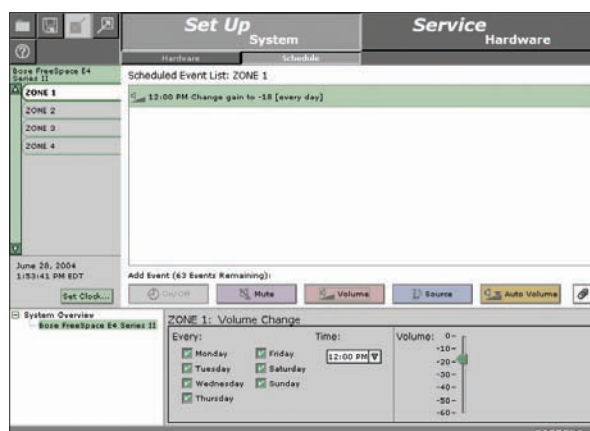 Set Up
System
Service
Hardware
Hardware
Schedule
Bose FreeSpace E4
Series II
ZONE 1
ZONE 2
ZONE 3
ZONE 4
Scheduled Event List: ZONE 1
12:00 PM Change gain to -18 [every day]
June 28, 2004
1:53:41 PM EDT
Set Clock...
Add Event (63 Events Remaining):
On/Off
Mute
Volume
Source
Auto Volume
System Overview
Bose FreeSpace E4 Series II
ZONE 1: Volume Change
Every:
Time:
Volume:
Monday
Tuesday
Wednesday
Thursday
Friday
Saturday
Sunday
12:00 PM
0-
-10-
-20-
-30-
-40-
-50-
-60-